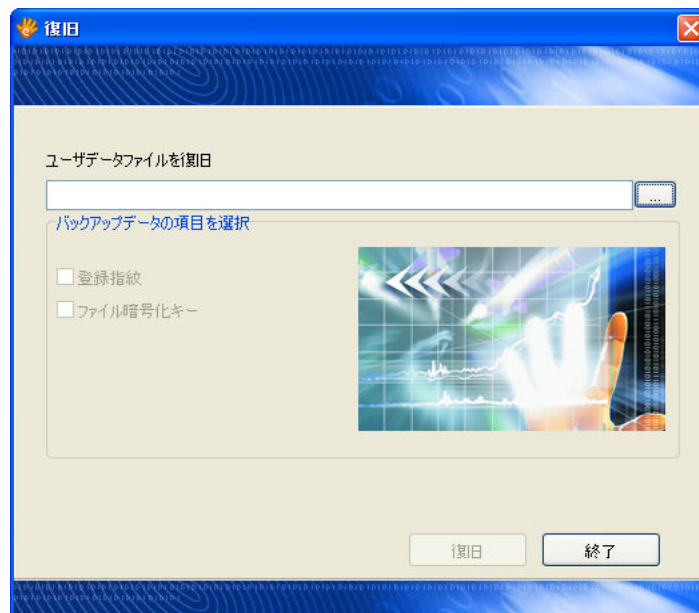 復旧
ユーザデータファイルを復旧
...
バックアップデータの項目を選択
登録指紋
ファイル暗号化キー
復旧
終了